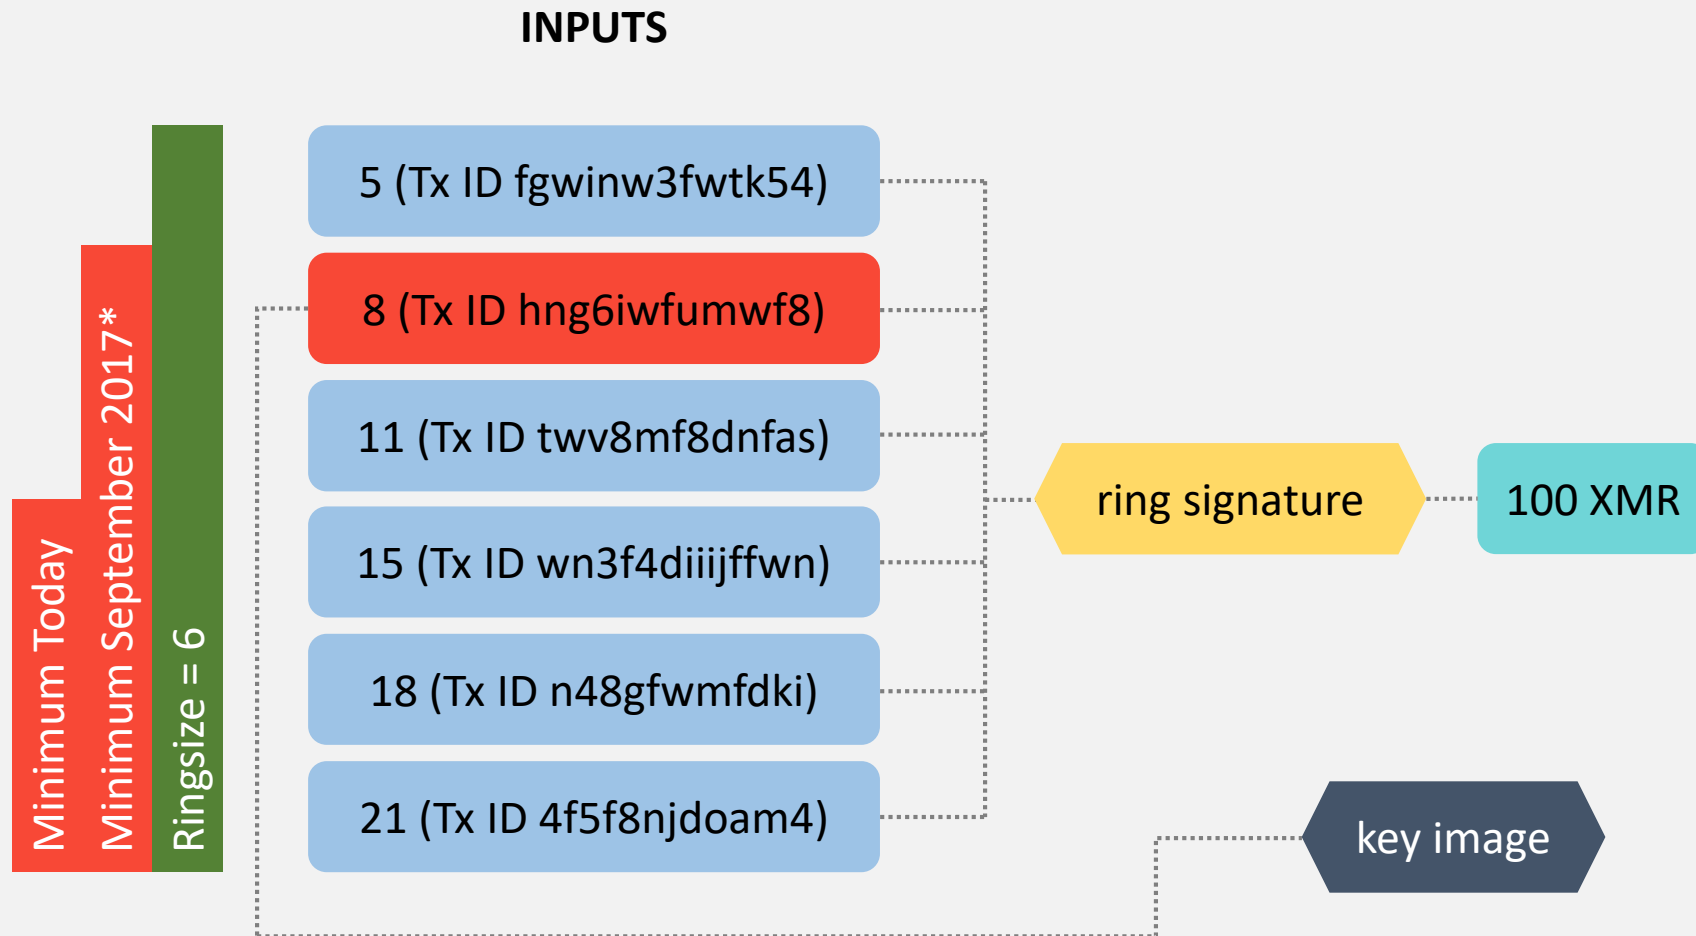 INPUTS
Minimum Today
Minimum September 2017*
Ringsize = 6
5 (Tx ID fgwinw3fwtk54)
8 (Tx ID hng6iwfumwf8)
11 (Tx ID twv8mf8dnfas)
15 (Tx ID wn3f4diiijffwn)
18 (Tx ID n48gfwmfdki)
21 (Tx ID 4f5f8njdoam4)
ring signature
100 XMR
key image